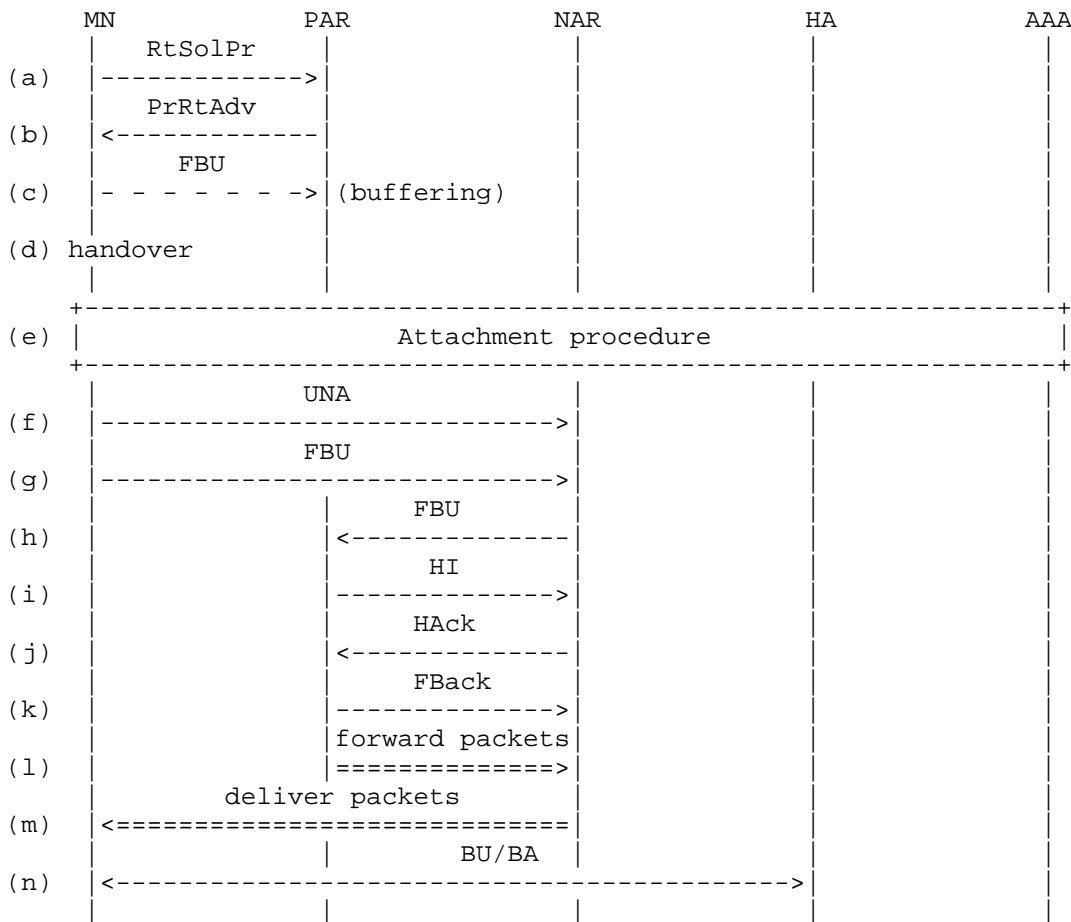 MN PAR NAR HA AAA
RtSolPr
(a)
PrRtAdv
(b)
FBU
(c) (buffering)
(d) handover
(e) Attachment procedure
UNA
(f)
FBU
(g)
FBU
(h)
HI
(i)
HAck
(j)
FBack
(k)
forward packets
(l)
deliver packets
(m)
BU/BA
(n)